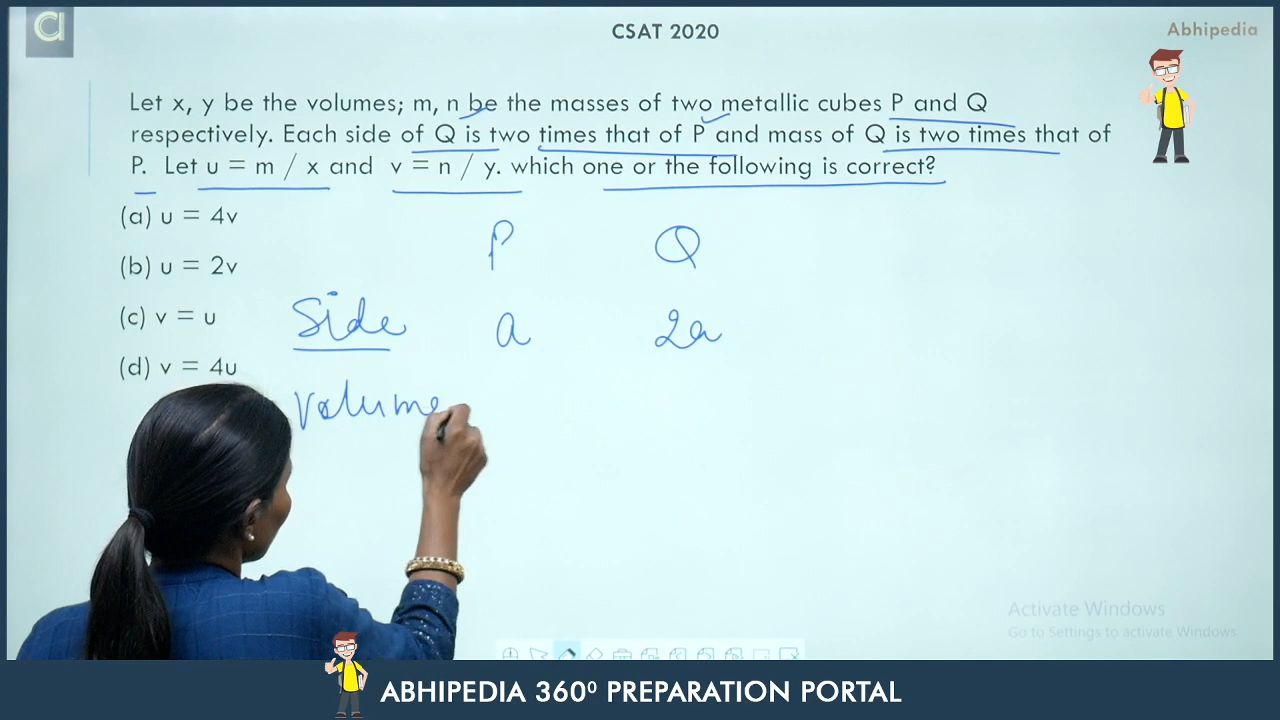 CSAT 2020
Abhipedia
Let x, y be the volumes; m, n be the masses of two metallic cubes P and Q
respectively. Each side of Q is two times that of P and mass of Q is two times that of
P. Let u = m / x and v = n / y. which one or the following is correct?
(a) u = 4v
(b) u = 2v
(c) v = u
(d) v = 4u
P Q
Side a 2a
Volume
Activate Windows
Go to Settings to activate Windows.
ABHIPEDIA 360⁰ PREPARATION PORTAL